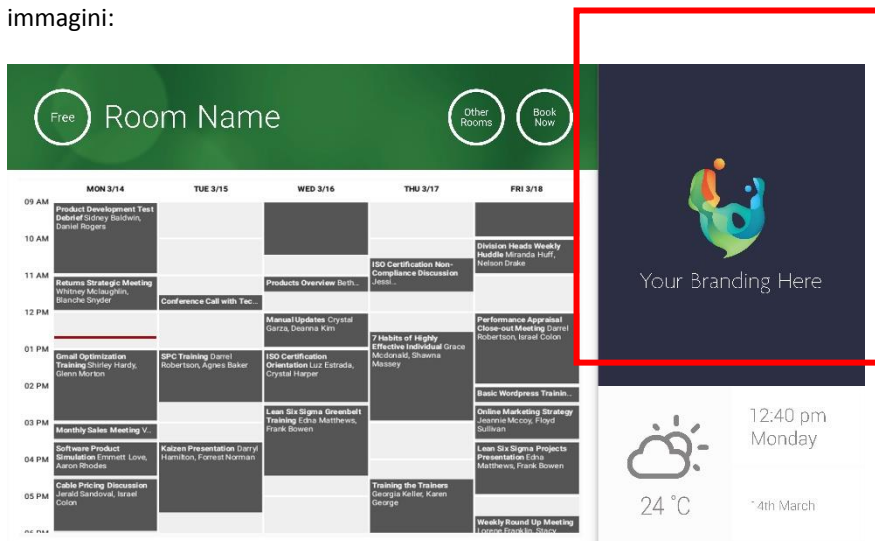 immagini:
Free
Room Name
Other
Rooms
Book
Now
MON 3/14
TUE 3/15
WED 3/16
THU 3/17
FRI 3/18
09 AM
10 AM
11 AM
12 PM
01 PM
02 PM
03 PM
04 PM
05 PM
06 PM
Product Development Test
Debrief Sidney Baldwin,
Daniel Rogers
Returns Strategic Meeting
Whitney Mclaughlin,
Blanche Snyder
Gmail Optimization
Training Shirley Hardy,
Glenn Morton
Monthly Sales Meeting V...
Software Product
Simulation Emmett Love,
Aaron Rhodes
Cable Pricing Discussion
Jerald Sandoval, Israel
Colon
Conference Call with Tec...
SPC Training Darrel
Robertson, Agnes Baker
Kaizen Presentation Darryl
Hamilton, Forrest Norman
Products Overview Beth...
Manual Updates Crystal
Garza, Deanna Kim
ISO Certification
Orientation Luz Estrada,
Crystal Harper
Lean Six Sigma Greenbelt
Training Edna Matthews,
Frank Bowen
ISO Certification Non-
Compliance Discussion
Jessi...
7 Habits of Highly
Effective Individual Grace
Mcdonald, Shawna
Massey
Training the Trainers
Georgia Keller, Karen
George
Division Heads Weekly
Huddle Miranda Huff,
Nelson Drake
Performance Appraisal
Close-out Meeting Darrel
Robertson, Israel Colon
Basic Wordpress Trainin...
Online Marketing Strategy
Jeannie Mccoy, Floyd
Sullivan
Lean Six Sigma Projects
Presentation Edna
Matthews, Frank Bowen
Weekly Round Up Meeting
Lorene Franklin, Stacy
Your Branding Here
12:40 pm
Monday
24 °C
14th March